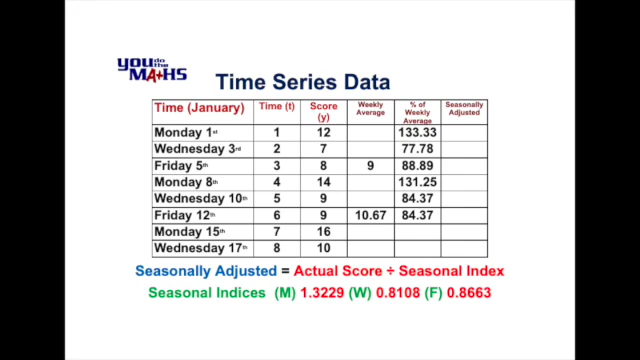 you do the MA+HS
Time Series Data
Time (January) Time (t) Score (y) Weekly Average % of Weekly Average Seasonally Adjusted
Monday 1st 1 12 133.33
Wednesday 3rd 2 7 77.78
Friday 5th 3 8 9 88.89
Monday 8th 4 14 131.25
Wednesday 10th 5 9 84.37
Friday 12th 6 9 10.67 84.37
Monday 15th 7 16
Wednesday 17th 8 10
Seasonally Adjusted = Actual Score ÷ Seasonal Index
Seasonal Indices (M) 1.3229 (W) 0.8108 (F) 0.8663